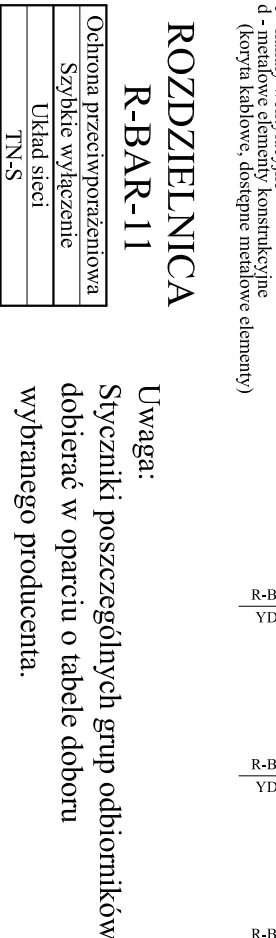 d - metalowe elementy konstrukcyjne
(koryta kablowe, dostępne metalowe elementy)
ROZDZIELNICA
R-BAR-11
Ochrona przeciwporażeniowa
Szybkie wyłączenie
Układ sieci
TN-S
Uwaga:
Styczniki poszczególnych grup odbiorników
dobierać w oparciu o tabele doboru
wybranego producenta.
R-B
YD
R-B
YD
R-B